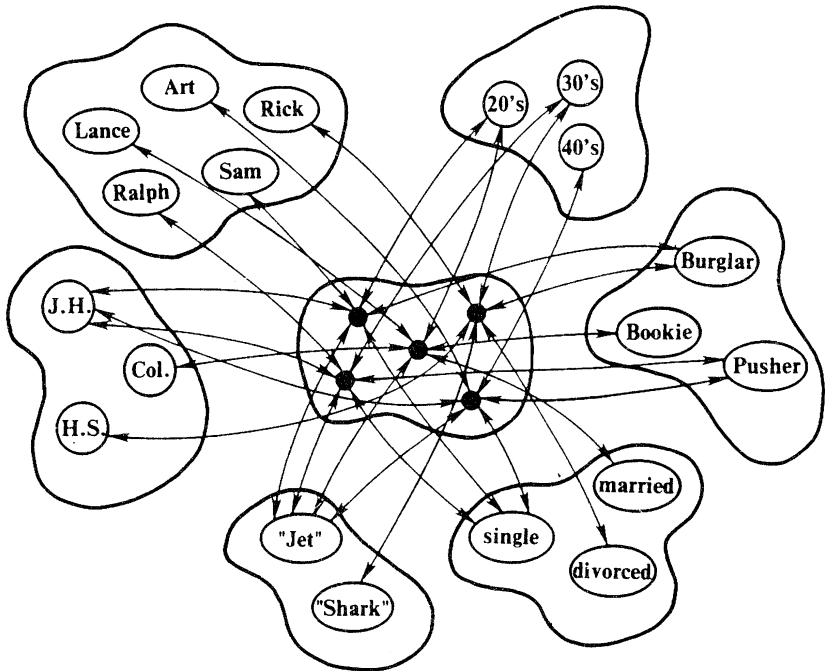 Art
Rick
Lance
Sam
Ralph
20's
30's
40's
Burglar
Bookie
Pusher
J.H.
Col.
H.S.
married
single
divorced
"Jet"
"Shark"